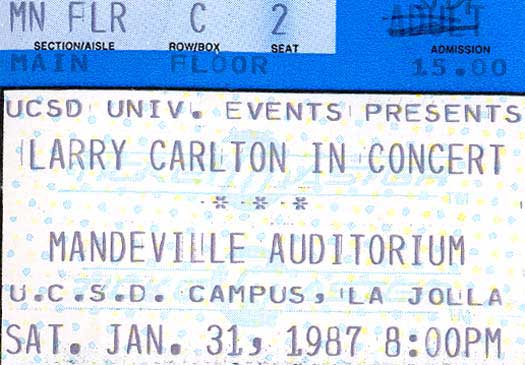 MN FLR C 2 ADULT
SECTION/AISLE ROW/BOX SEAT ADMISSION
MAIN FLOOR 15.00
UCSD UNIV. EVENTS PRESENTS
LARRY CARLTON IN CONCERT
* * *
MANDEVILLE AUDITORIUM
U.C.S.D. CAMPUS, LA JOLLA
SAT. JAN. 31, 1987 8:00PM